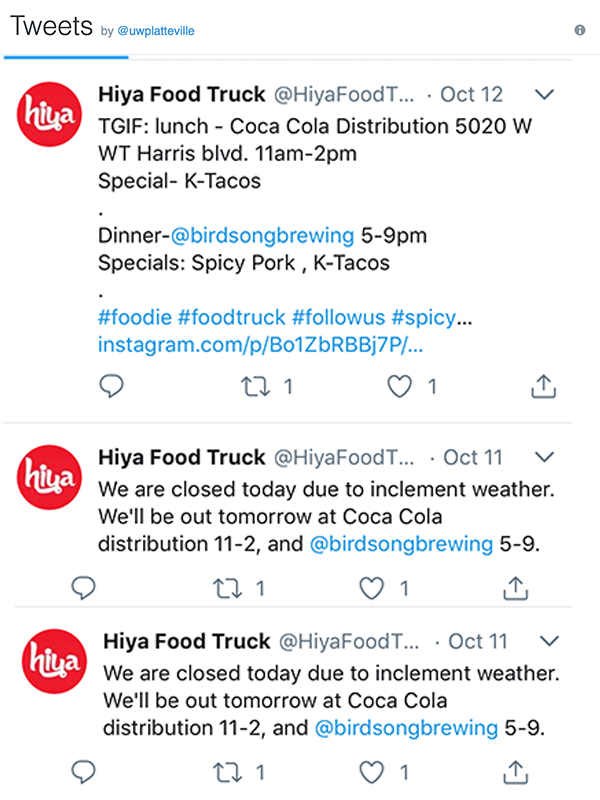 Tweets by @uwplatteville
hiya
Hiya Food Truck @HiyaFoodT... · Oct 12
TGIF: lunch - Coca Cola Distribution 5020 W
WT Harris blvd. 11am-2pm
Special- K-Tacos
.
Dinner-@birdsongbrewing 5-9pm
Specials: Spicy Pork , K-Tacos
.
#foodie #foodtruck #followus #spicy...
instagram.com/p/Bo1ZbRBBj7P/...
1 1
hiya
Hiya Food Truck @HiyaFoodT... · Oct 11
We are closed today due to inclement weather.
We'll be out tomorrow at Coca Cola
distribution 11-2, and @birdsongbrewing 5-9.
1 1
hiya
Hiya Food Truck @HiyaFoodT... · Oct 11
We are closed today due to inclement weather.
We'll be out tomorrow at Coca Cola
distribution 11-2, and @birdsongbrewing 5-9.
1 1